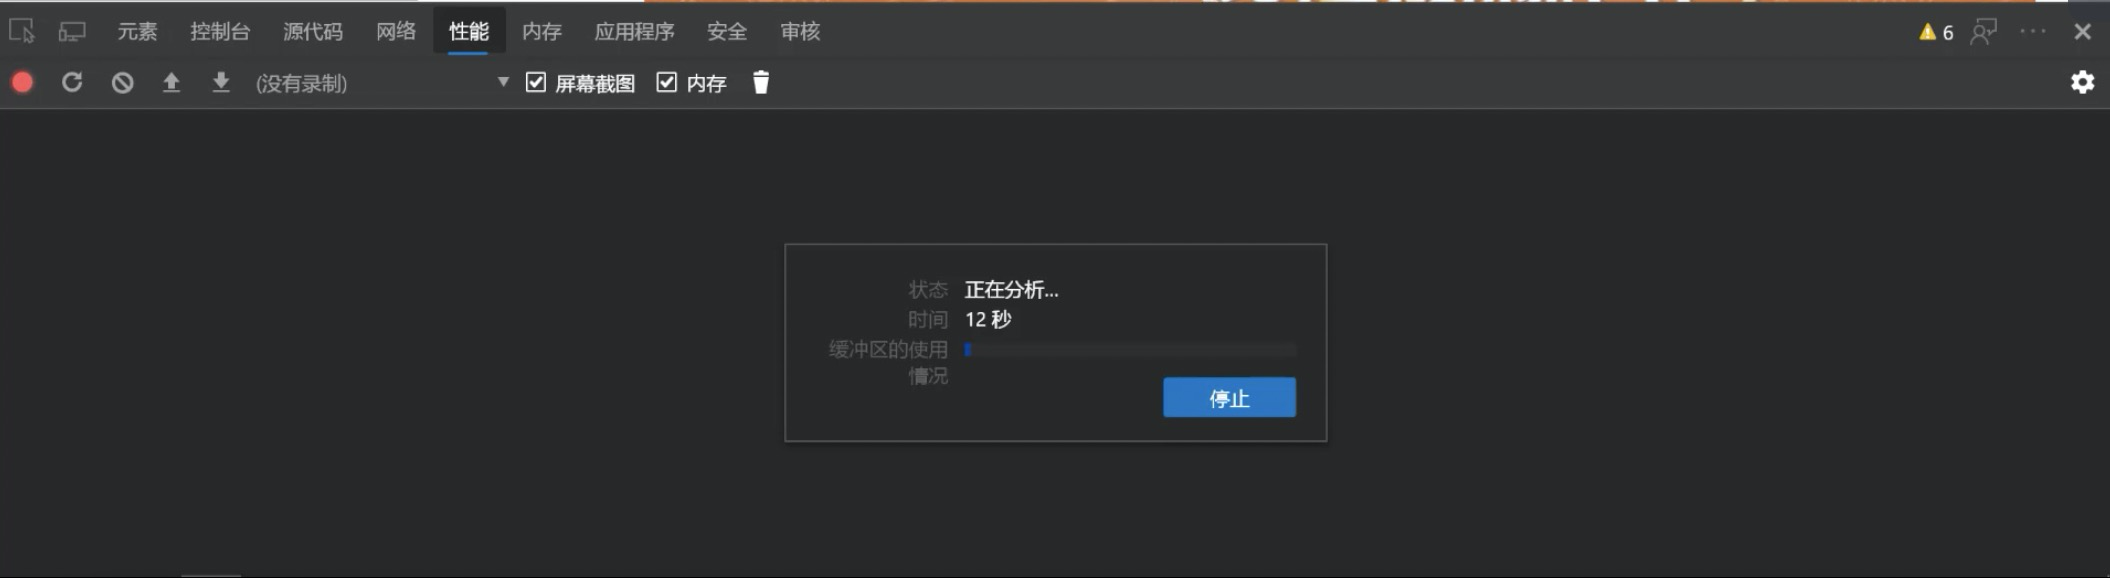 元素 控制台 源代码 网络 性能 内存 应用程序 安全 审核 6
(没有录制) 屏幕截图 内存
状态 正在分析...
时间 12 秒
缓冲区的使用
情况
停止